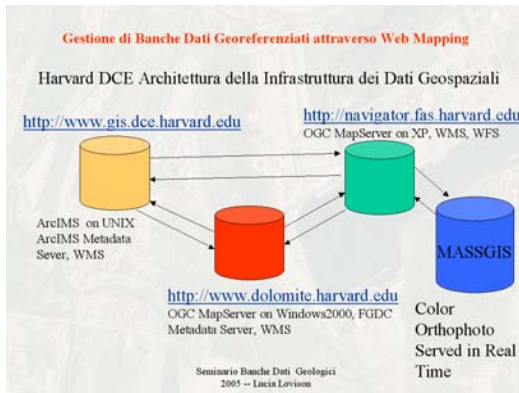 Gestione di Banche Dati Georeferenziati attraverso Web Mapping
Harvard DCE Architettura della Infrastruttura dei Dati Geospaziali
http://www.gis.dce.harvard.edu
http://navigator.fas.harvard.edu
OGC MapServer on XP, WMS, WFS
ArcIMS on UNIX
ArcIMS Metadata
Sever, WMS
MASSGIS
http://www.dolomite.harvard.edu
OGC MapServer on Windows2000, FGDC
Metadata Server, WMS
Color
Orthophoto
Served in Real
Time
Seminario Banche Dati Geologici
2005 -- Lucia Lovison